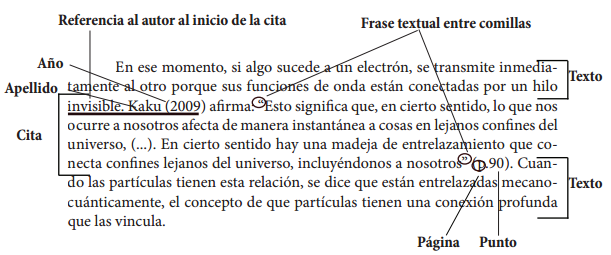 Referencia al autor al inicio de la cita
Frase textual entre comillas
Año
Apellido
Cita
En ese momento, si algo sucede a un electrón, se transmite inmedia-
tamente al otro porque sus funciones de onda están conectadas por un hilo
invisible. Kaku (2009) afirma: “Esto significa que, en cierto sentido, lo que nos
ocurre a nosotros afecta de manera instantánea a cosas en lejanos confines del
universo, (...). En cierto sentido hay una madeja de entrelazamiento que co-
necta confines lejanos del universo, incluyéndonos a nosotros” (p.90). Cuan-
do las partículas tienen esta relación, se dice que están entrelazadas mecano-
cuánticamente, el concepto de que partículas tienen una conexión profunda
que las vincula.
Texto
Texto
Página
Punto